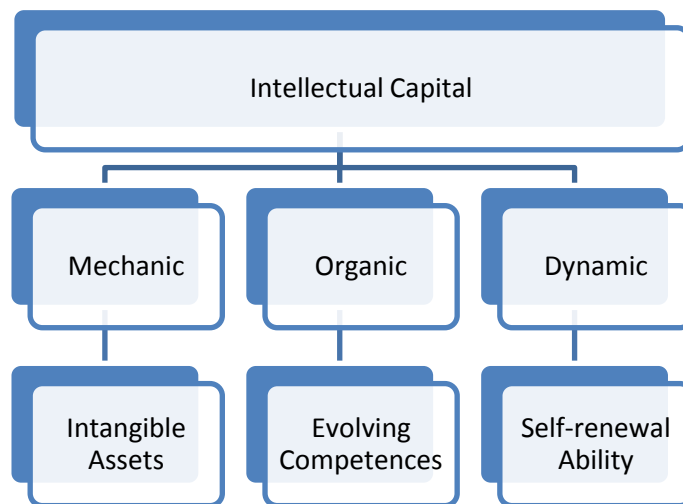 Intellectual Capital
Mechanic
Organic
Dynamic
Intangible
Assets
Evolving
Competences
Self-renewal
Ability